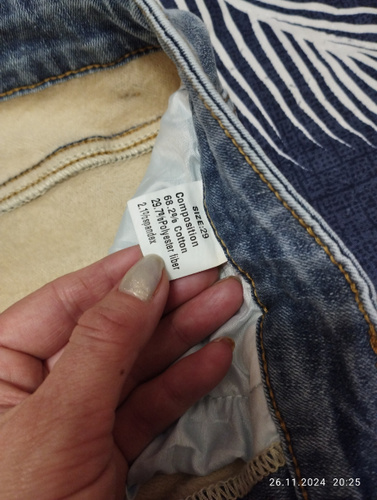 SIZE:29
Composition
68.2% Cotton
29.7%Polyester fiber
2.1%spandex
26.11.2024 20:25